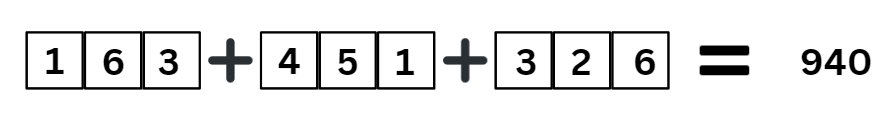 163 + 451 + 326 = 940